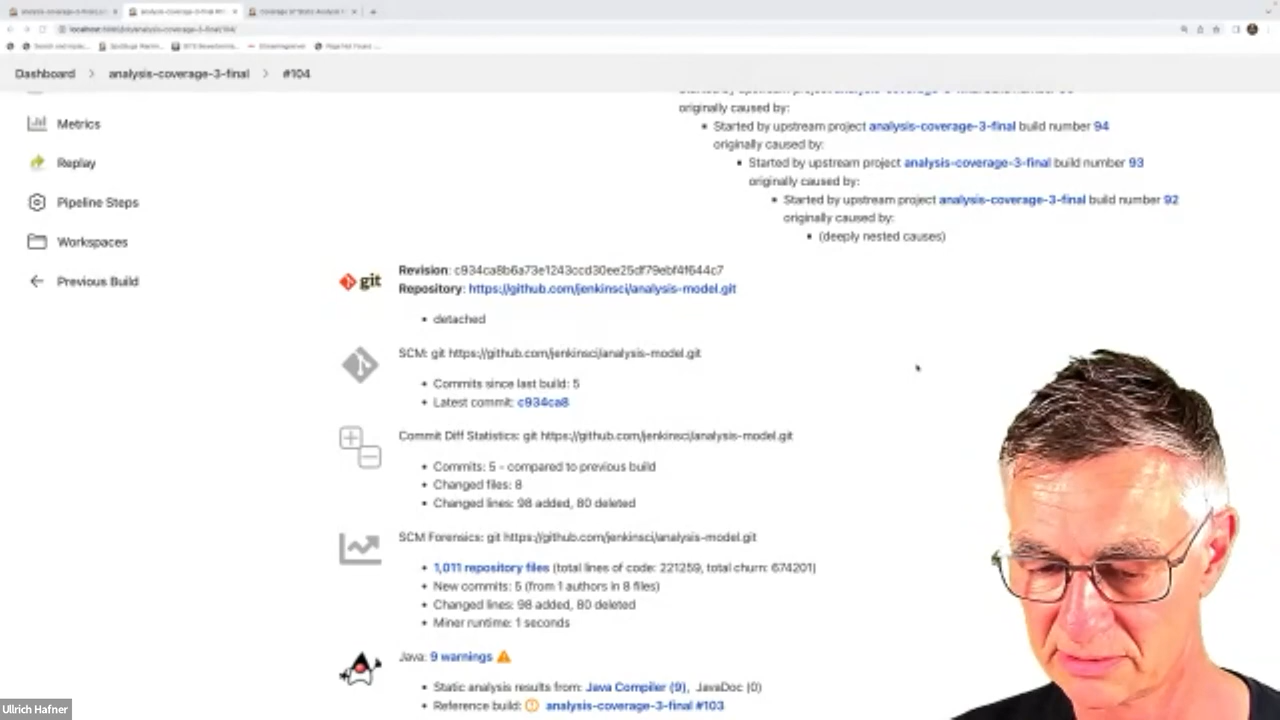 localhost
Dashboard > analysis-coverage-3-final > #104
Metrics
Replay
Pipeline Steps
Workspaces
Previous Build
originally caused by:
Started by upstream project analysis-coverage-3-final build number 94
originally caused by:
Started by upstream project analysis-coverage-3-final build number 93
originally caused by:
Started by upstream project analysis-coverage-3-final build number 92
originally caused by:
(deeply nested causes)
git
Revision: c934ca8b6a73e1243ccd30ee25df79ebf4f644c7
Repository: https://github.com/jenkinsci/analysis-model.git
detached
SCM: git https://github.com/jenkinsci/analysis-model.git
Commits since last build: 5
Latest commit: c934ca8
Commit Diff Statistics: git https://github.com/jenkinsci/analysis-model.git
Commits: 5 - compared to previous build
Changed files: 8
Changed lines: 98 added, 80 deleted
SCM Forensics: git https://github.com/jenkinsci/analysis-model.git
1,011 repository files (total lines of code: 221259, total churn: 674201)
New commits: 5 (from 1 authors in 8 files)
Changed lines: 98 added, 80 deleted
Miner runtime: 1 seconds
Java: 9 warnings
Static analysis results from: Java Compiler (9), JavaDoc (0)
Reference build: analysis-coverage-3-final #103
Ullrich Hafner